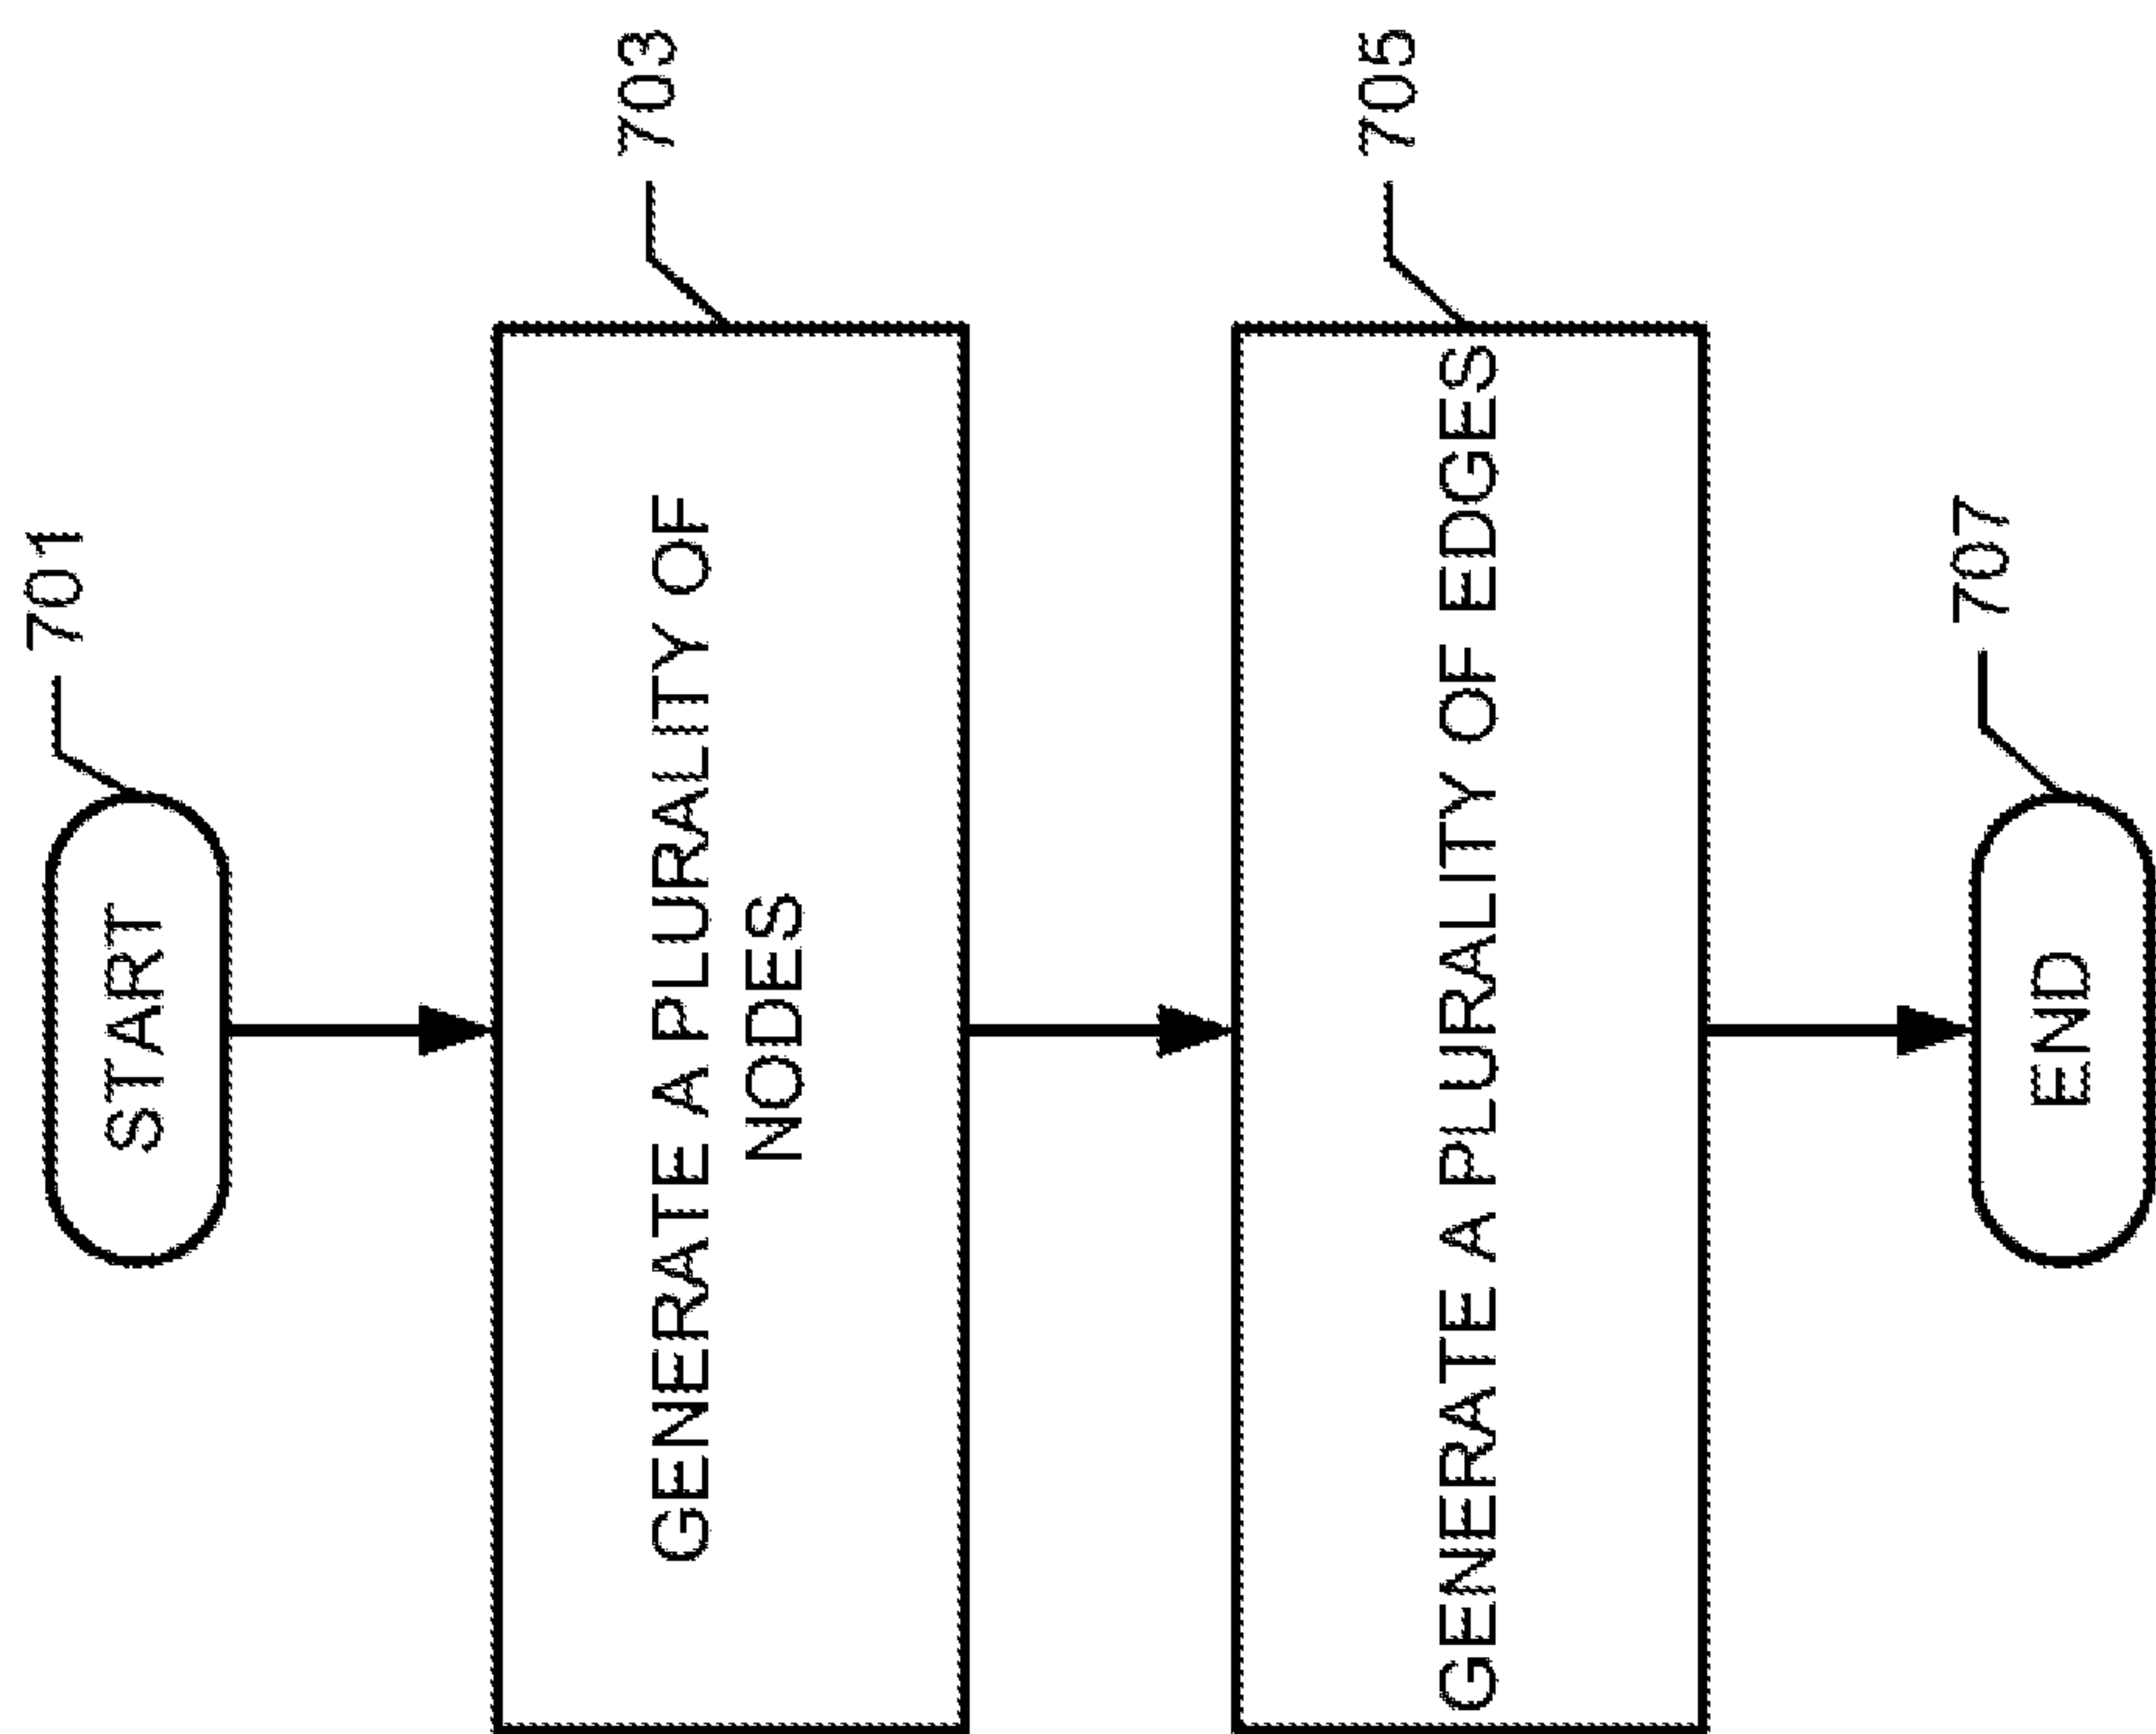 START
701
GENERATE A PLURALITY OF
NODES
703
GENERATE A PLURALITY OF EDGES
705
END
707